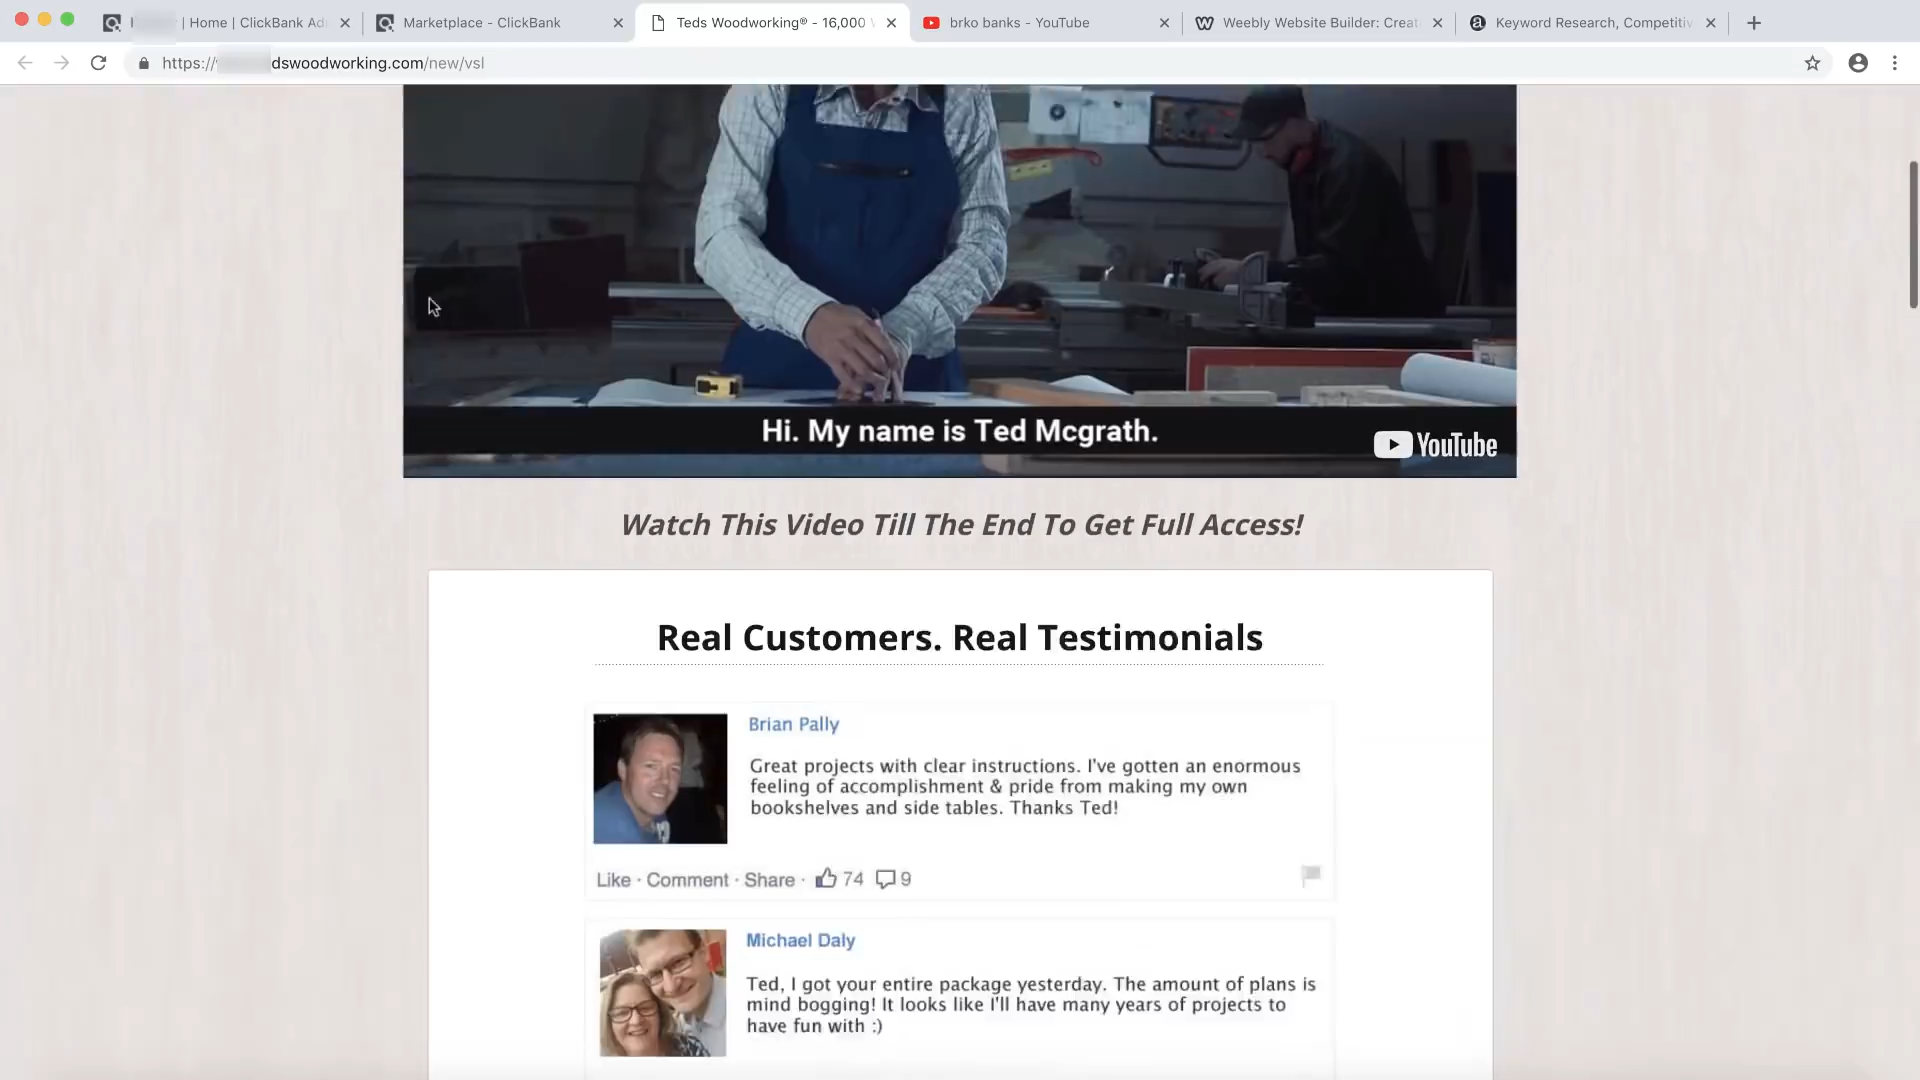 | Home | ClickBank Ad
Marketplace - ClickBank
Teds Woodworking® - 16,000
brko banks - YouTube
Weebly Website Builder: Creat
Keyword Research, Competitiv
https:// dswoodworking.com/new/vsl
Hi. My name is Ted Mcgrath.
YouTube
Watch This Video Till The End To Get Full Access!
Real Customers. Real Testimonials
Brian Pally
Great projects with clear instructions. I've gotten an enormous
feeling of accomplishment & pride from making my own
bookshelves and side tables. Thanks Ted!
Like · Comment · Share · 74 9
Michael Daly
Ted, I got your entire package yesterday. The amount of plans is
mind bogging! It looks like I'll have many years of projects to
have fun with :)